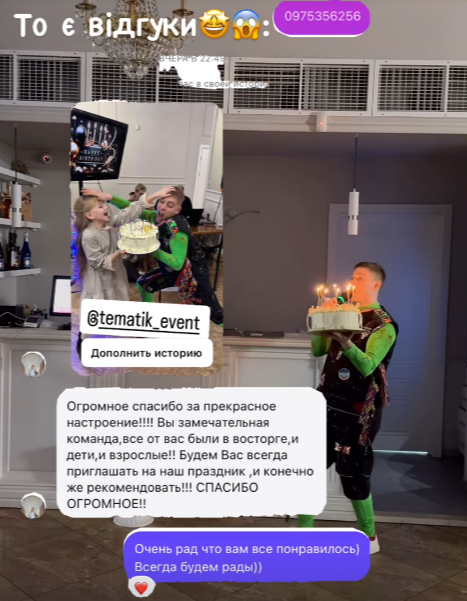 То є відгуки🤩😱:
0975356256
ВЧЕРА В 22:49
вас в своей истории
HAPPY
BIRTHDAY
@tematik_event
Дополнить историю
Огромное спасибо за прекрасное
настроение!!!! Вы замечательная
команда,все от вас были в восторге,и
дети,и взрослые!! Будем Вас всегда
приглашать на наш праздник ,и конечно
же рекомендовать!!! СПАСИБО
ОГРОМНОЕ!!
Очень рад что вам все понравилось)
Всегда будем рады))
❤️